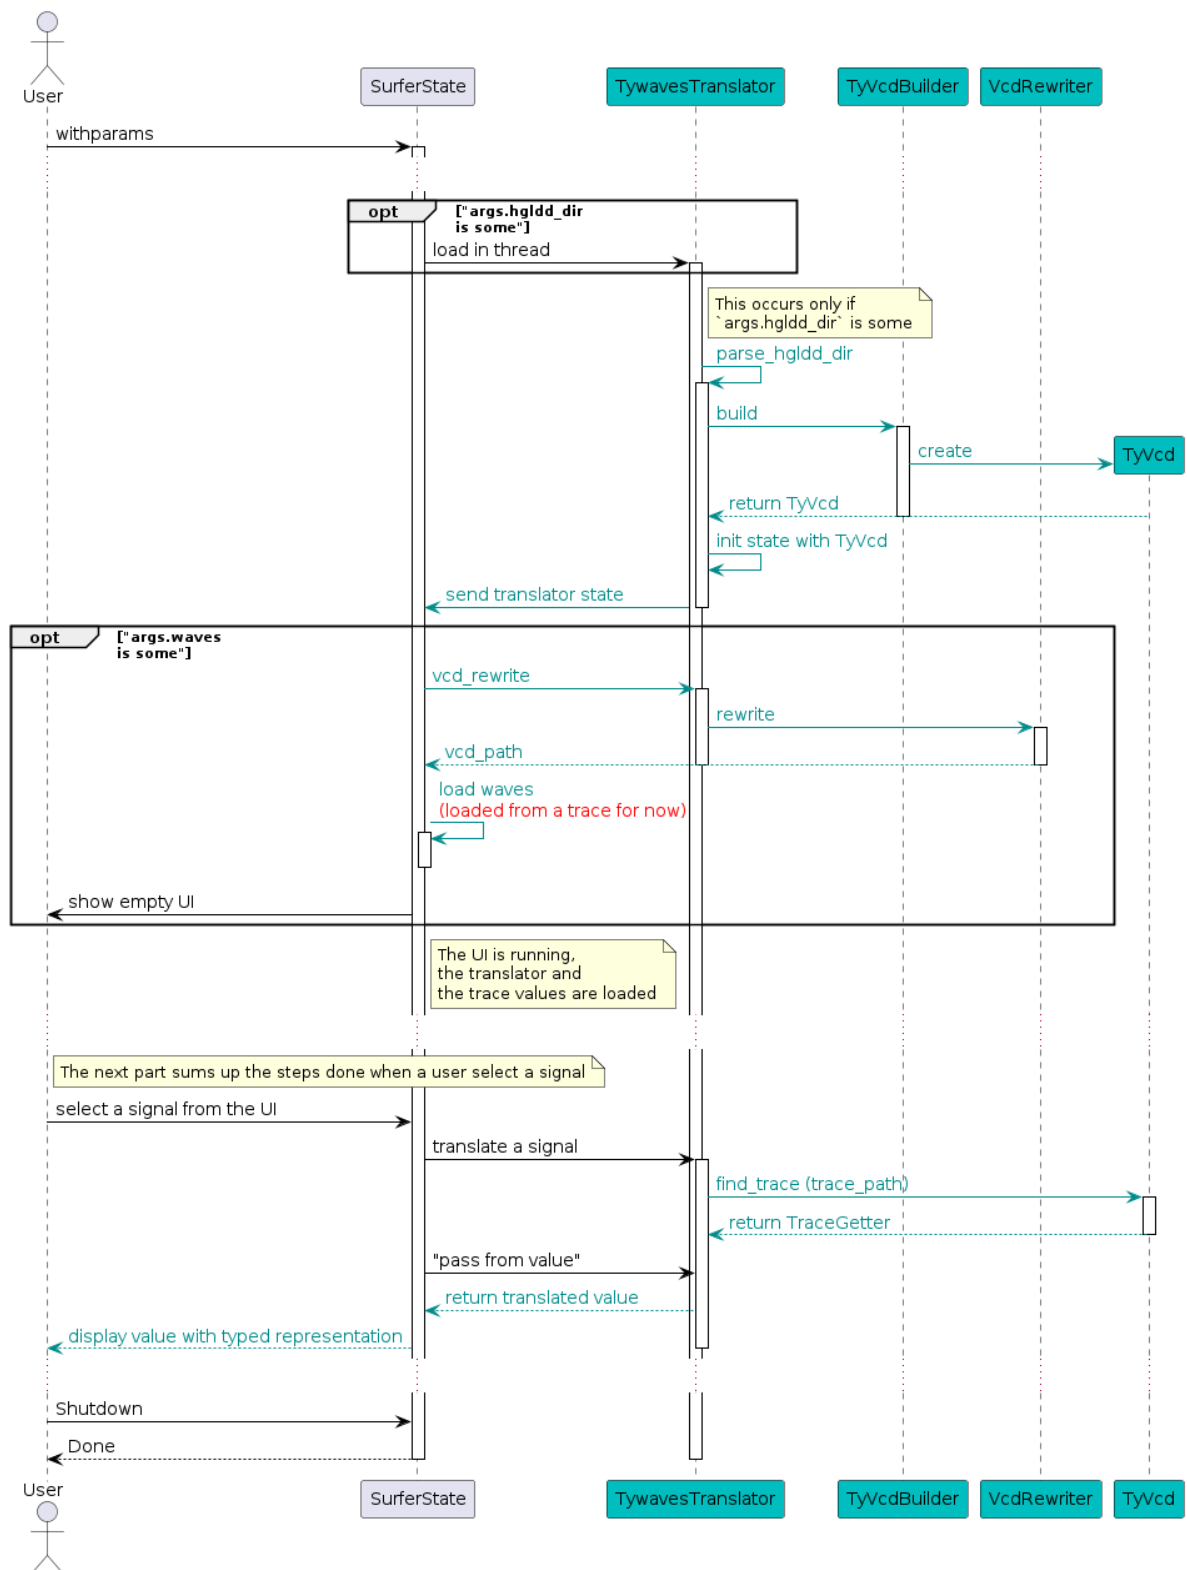 User
SurferState
TywavesTranslator
TyVcdBuilder
VcdRewriter
withparams
opt
["args.hgldd_dir
is some"]
load in thread
This occurs only if
`args.hgldd_dir` is some
parse_hgldd_dir
build
create
TyVcd
return TyVcd
init state with TyVcd
send translator state
opt
["args.waves
is some"]
vcd_rewrite
rewrite
vcd_path
load waves
(loaded from a trace for now)
show empty UI
The UI is running,
the translator and
the trace values are loaded
The next part sums up the steps done when a user select a signal
select a signal from the UI
translate a signal
find_trace (trace_path)
return TraceGetter
"pass from value"
return translated value
display value with typed representation
Shutdown
Done
User
SurferState
TywavesTranslator
TyVcdBuilder
VcdRewriter
TyVcd